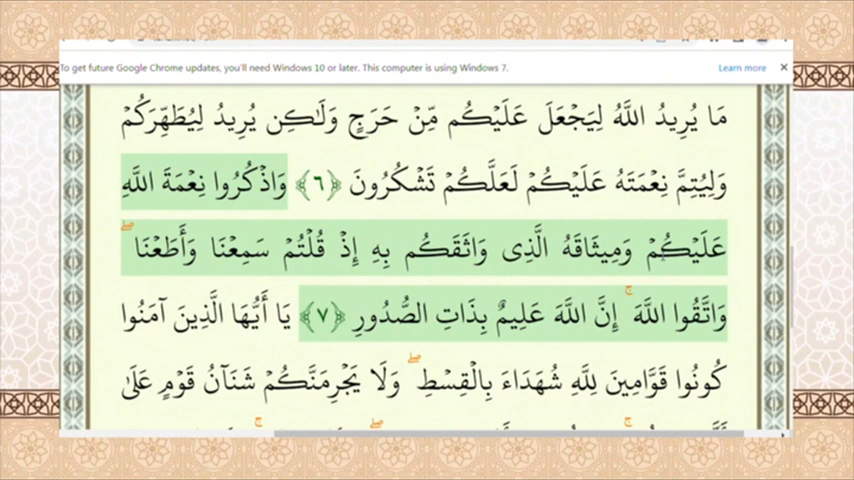 To get future Google Chrome updates, you'll need Windows 10 or later. This computer is using Windows 7.
Learn more ✕
مَا يُرِيدُ اللَّهُ لِيَجْعَلَ عَلَيْكُم مِّنْ حَرَجٍ وَلَٰكِن يُرِيدُ لِيُطَهِّرَكُمْ
وَلِيُتِمَّ نِعْمَتَهُ عَلَيْكُمْ لَعَلَّكُمْ تَشْكُرُونَ ﴿٦﴾ وَاذْكُرُوا نِعْمَةَ اللَّهِ
عَلَيْكُمْ وَمِيثَاقَهُ الَّذِى وَاثَقَكُم بِهِ إِذْ قُلْتُمْ سَمِعْنَا وَأَطَعْنَا ۖ
وَاتَّقُوا اللَّهَ ۚ إِنَّ اللَّهَ عَلِيمٌ بِذَاتِ الصُّدُورِ ﴿٧﴾ يَا أَيُّهَا الَّذِينَ آمَنُوا
كُونُوا قَوَّامِينَ لِلَّهِ شُهَدَاءَ بِالْقِسْطِ ۖ وَلَا يَجْرِمَنَّكُمْ شَنَآنُ قَوْمٍ عَلَىٰ